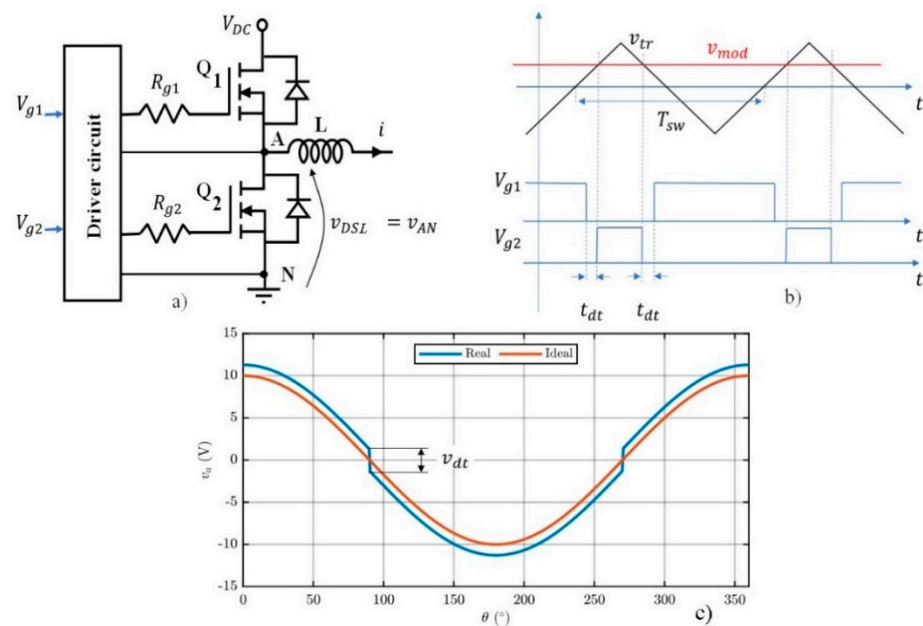 a)
V_DC
Driver circuit
V_g1
R_g1
Q_1
A
L
i
V_g2
R_g2
Q_2
v_DSL = v_AN
N
v_tr
v_mod
t
T_sw
V_g1
t
V_g2
t
t_dt
t_dt
b)
15
10
5
0
-5
-10
-15
v_a (V)
Real
Ideal
v_dt
0
50
100
150
200
250
300
350
θ (°)
c)